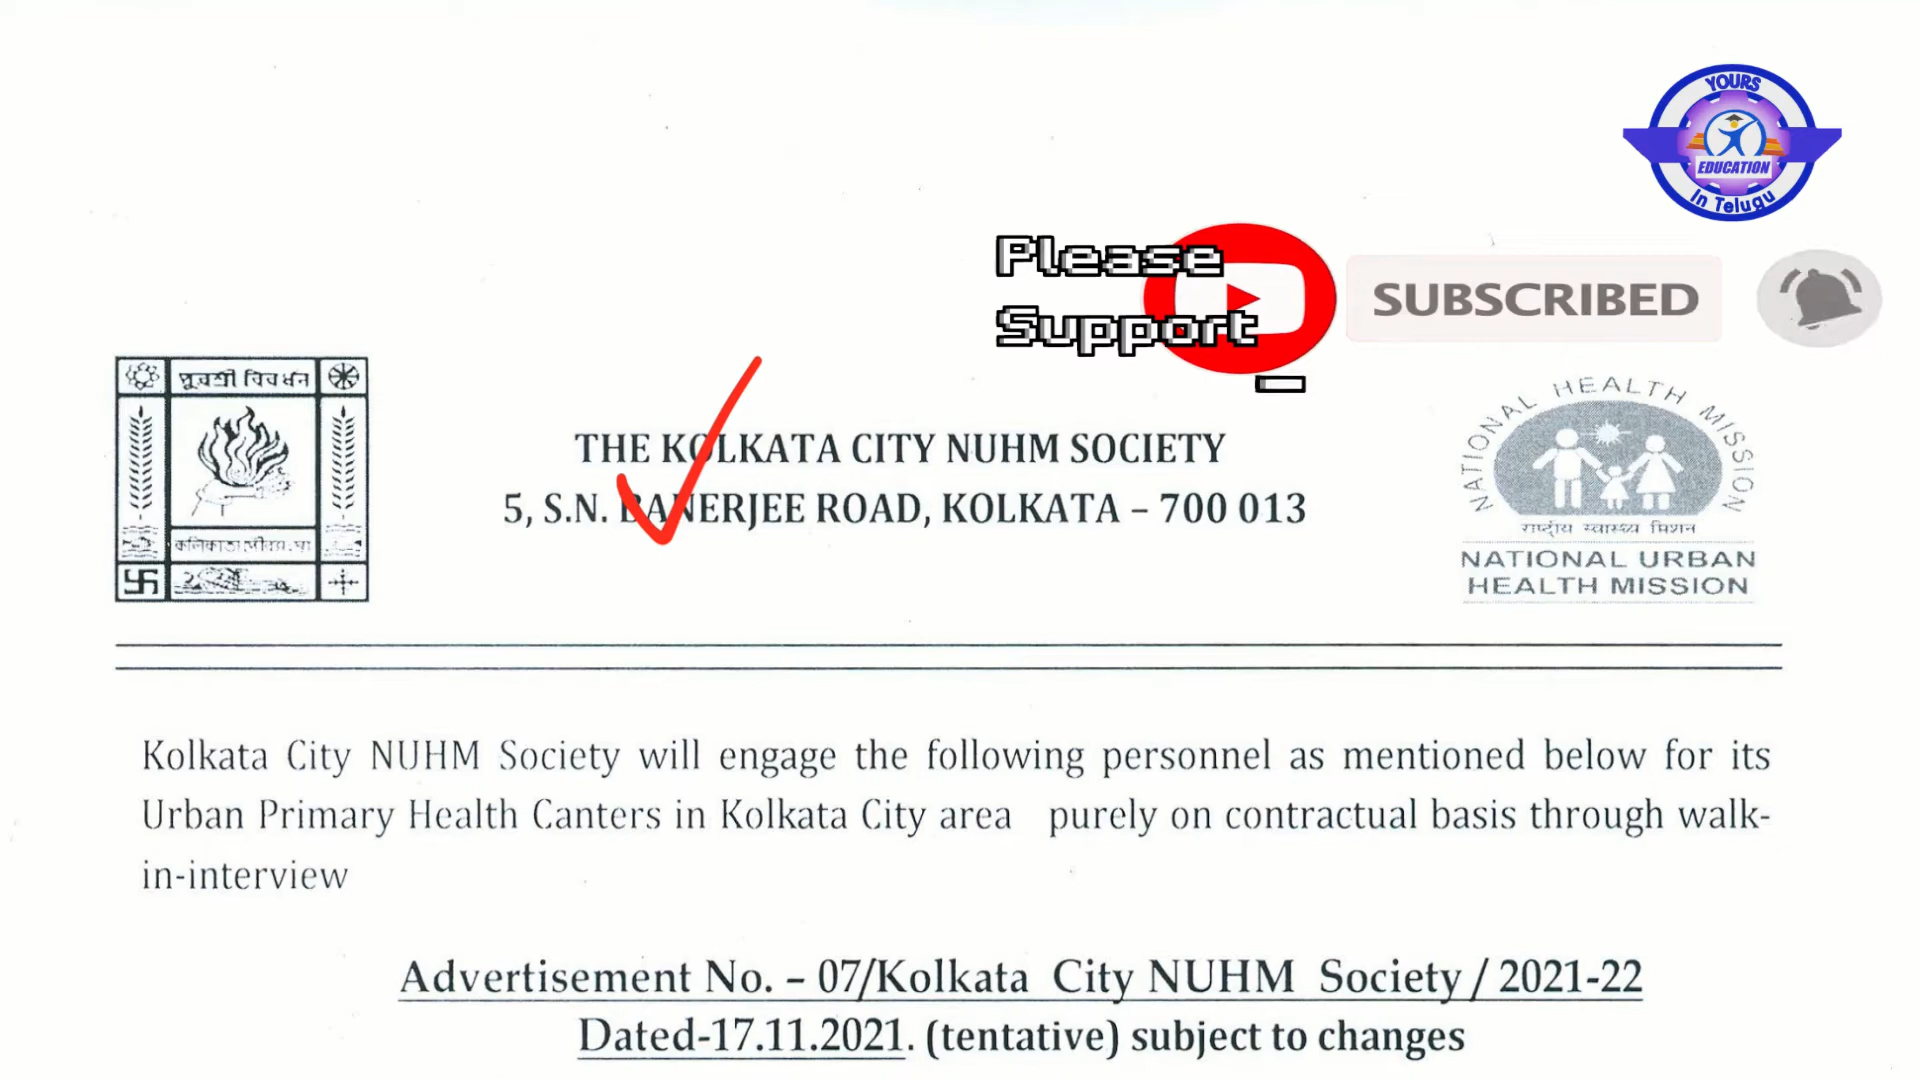 YOURS
EDUCATION
In Telugu
Please
Support
SUBSCRIBED
পুরশ্রী বিবর্ধন
THE KOLKATA CITY NUHM SOCIETY
5, S.N. BANERJEE ROAD, KOLKATA – 700 013
NATIONAL HEALTH MISSION
राष्ट्रीय स्वास्थ्य मिशन
NATIONAL URBAN
HEALTH MISSION
Kolkata City NUHM Society will engage the following personnel as mentioned below for its
Urban Primary Health Canters in Kolkata City area purely on contractual basis through walk-
in-interview
Advertisement No. – 07/Kolkata City NUHM Society / 2021-22
Dated-17.11.2021. (tentative) subject to changes